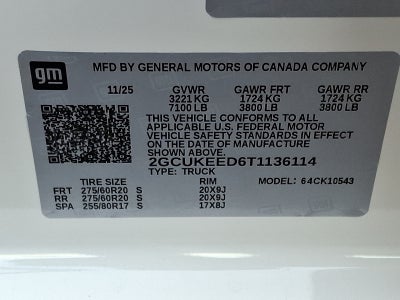 gm
MFD BY GENERAL MOTORS OF CANADA COMPANY
11/25 GVWR GAWR FRT GAWR RR
3221 KG 1724 KG 1724 KG
7100 LB 3800 LB 3800 LB
THIS VEHICLE CONFORMS TO ALL
APPLICABLE U.S. FEDERAL MOTOR
VEHICLE SAFETY STANDARDS IN EFFECT
ON THE DATE OF MANUFACTURE SHOWN ABOVE.
2GCUKEED6T1136114
TYPE: TRUCK MODEL: 64CK10543
TIRE SIZE RIM
FRT 275/60R20 S 20X9J
RR 275/60R20 S 20X9J
SPA 255/80R17 S 17X8J